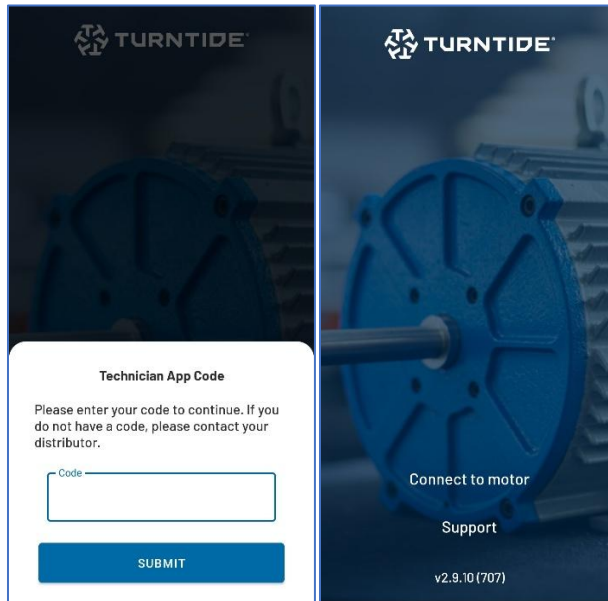 TURNTIDE
Technician App Code
Please enter your code to continue. If you
do not have a code, please contact your
distributor.
Code
SUBMIT
TURNTIDE
Connect to motor
Support
v2.9.10 (707)